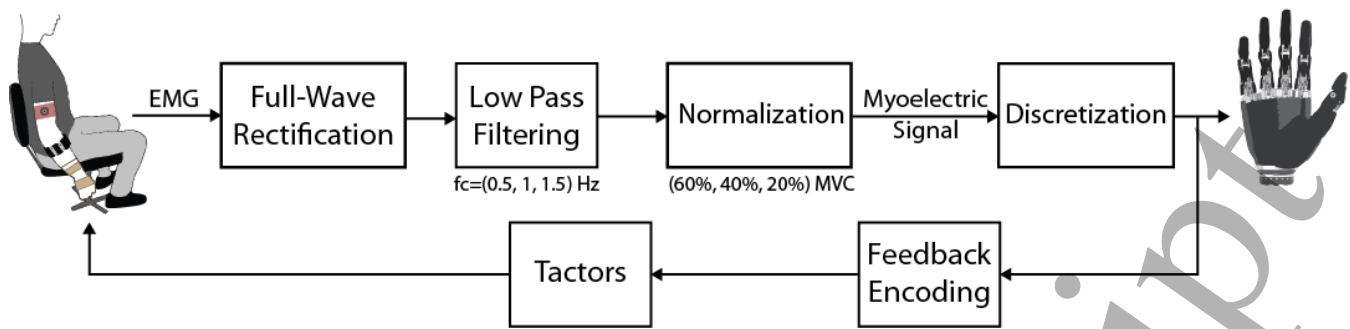 EMG
Full-Wave
Rectification
Low Pass
Filtering
fc=(0.5, 1, 1.5) Hz
Normalization
(60%, 40%, 20%) MVC
Myoelectric
Signal
Discretization
Tactors
Feedback
Encoding
ipt